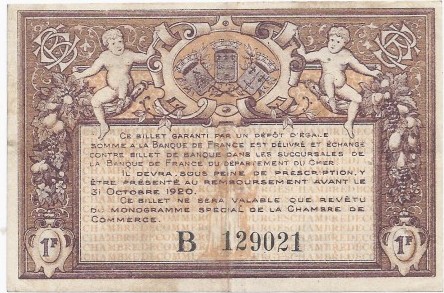 CE BILLET GARANTI PAR UN DÉPÔT D'ÉGALE
SOMME A LA BANQUE DE FRANCE EST DÉLIVRÉ ET ÉCHANGÉ
CONTRE BILLET DE BANQUE DANS LES SUCCURSALES DE
LA BANQUE DE FRANCE DU DÉPARTEMENT DU CHER
IL DEVRA, SOUS PEINE DE PRESCRIPTION, Y
ÊTRE PRÉSENTÉ AU REMBOURSEMENT AVANT LE
31 OCTOBRE 1920.
CE BILLET NE SERA VALABLE QUE REVÊTU
DU MONOGRAMME SPÉCIAL DE LA CHAMBRE DE
COMMERCE.
B 129021
1F 1F